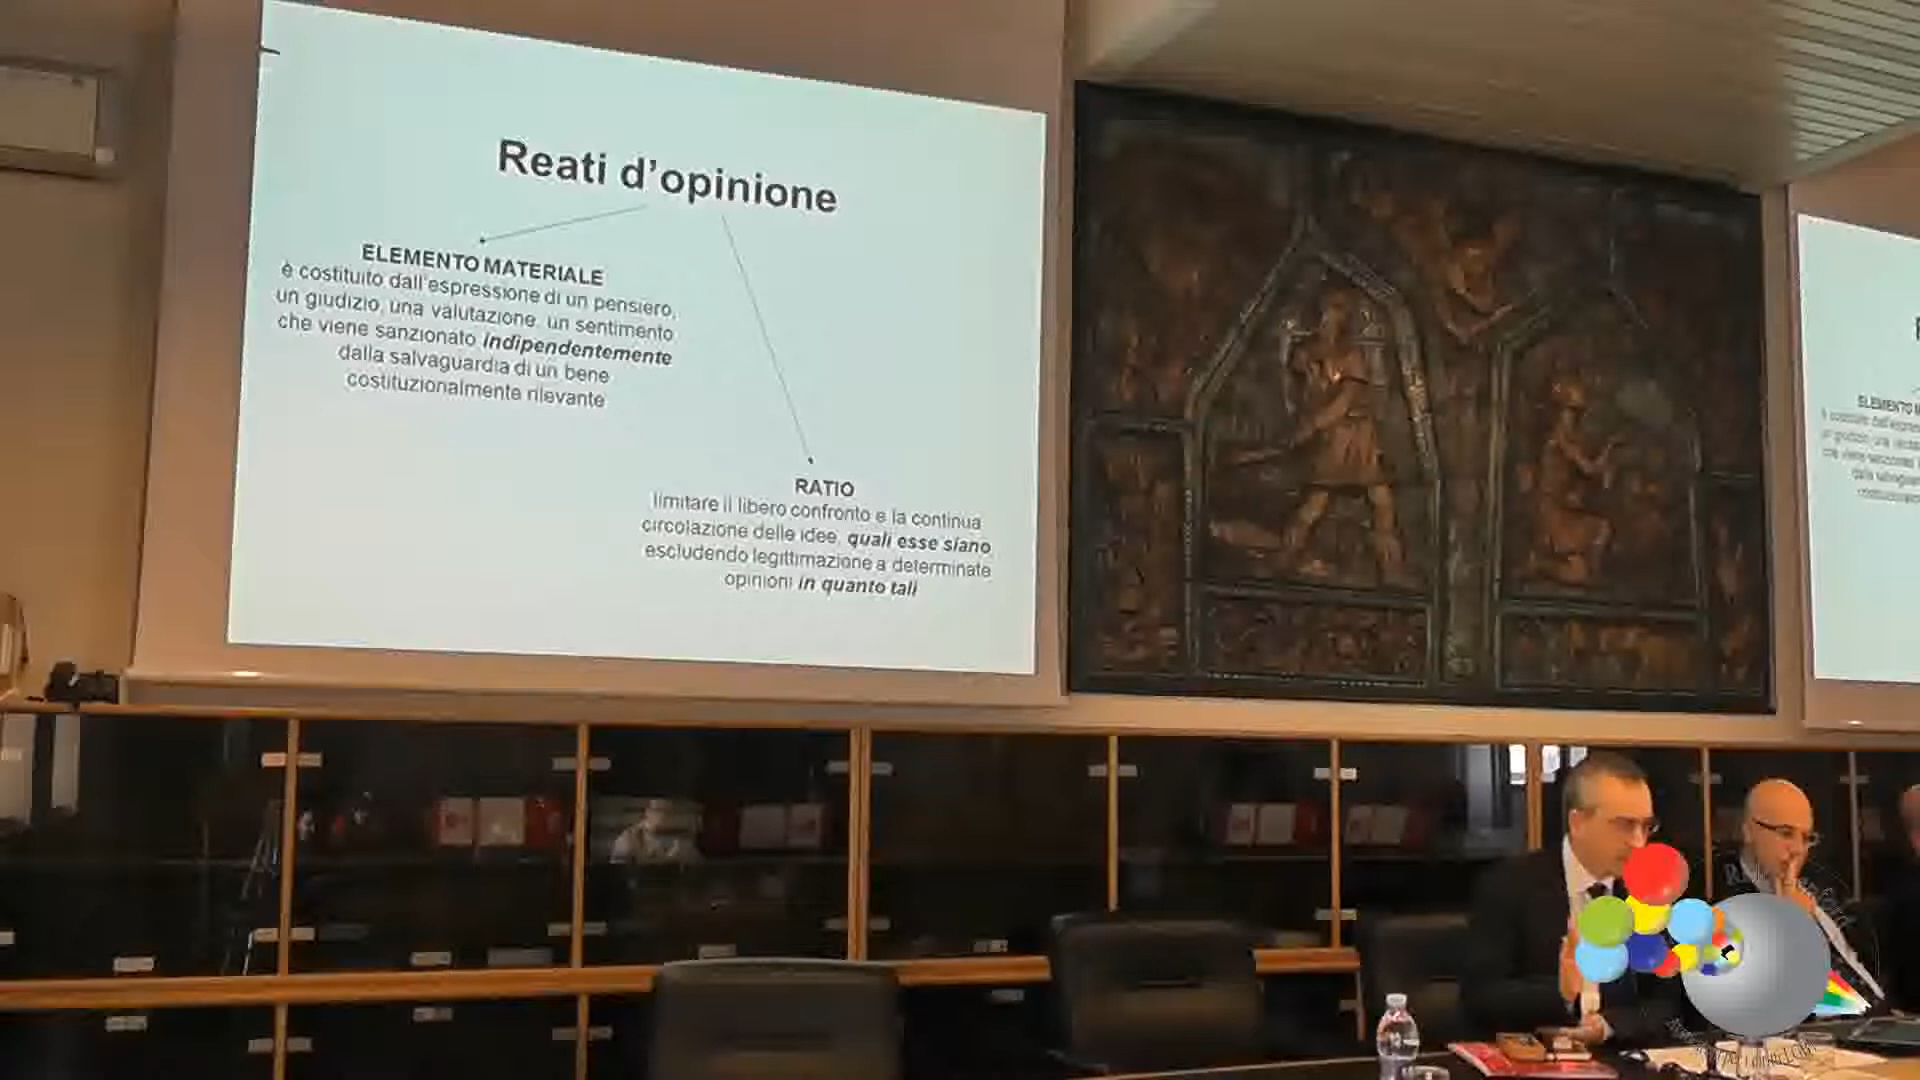 Reati d’opinione
ELEMENTO MATERIALE
è costituito dall’espressione di un pensiero,
un giudizio, una valutazione, un sentimento
che viene sanzionato indipendentemente
dalla salvaguardia di un bene
costituzionalmente rilevante
RATIO
limitare il libero confronto e la continua
circolazione delle idee, quali esse siano,
escludendo legittimazione a determinate
opinioni in quanto tali
ELEMENTO M